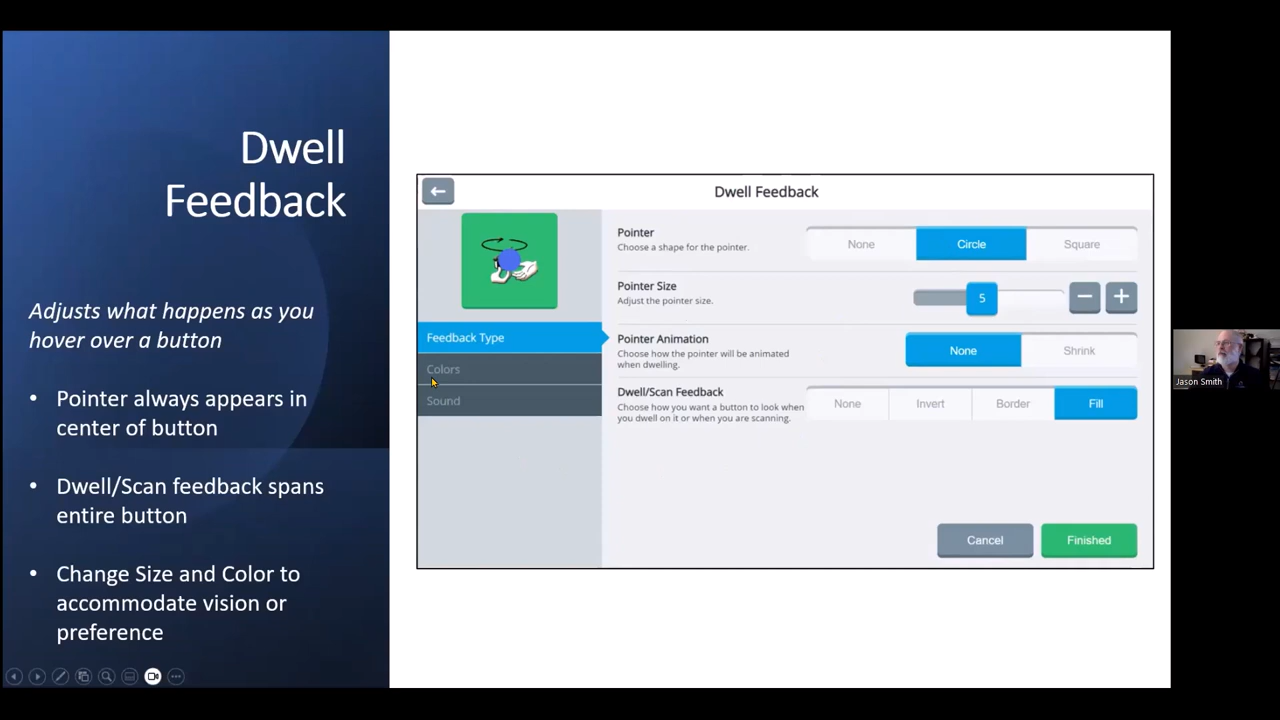 Dwell
Feedback
Adjusts what happens as you
hover over a button
• Pointer always appears in
center of button
• Dwell/Scan feedback spans
entire button
• Change Size and Color to
accommodate vision or
preference
Dwell Feedback
Feedback Type
Colors
Sound
Pointer
Choose a shape for the pointer.
None Circle Square
Pointer Size
Adjust the pointer size.
5
Pointer Animation
Choose how the pointer will be animated
when dwelling.
None Shrink
Dwell/Scan Feedback
Choose how you want a button to look when
you dwell on it or when you are scanning.
None Invert Border Fill
Cancel Finished
Jason Smith